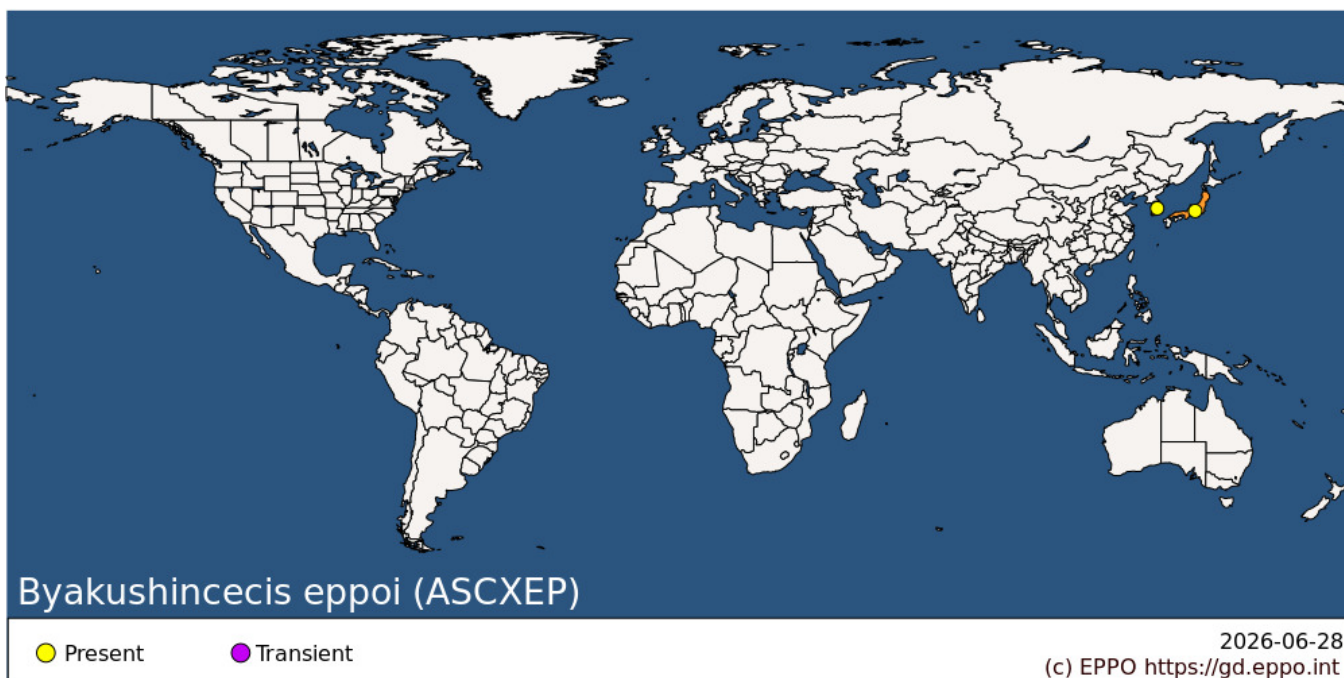 Byakushincecis eppoi (ASCXEP)
Present
Transient
2026-06-28
(c) EPPO https://gd.eppo.int